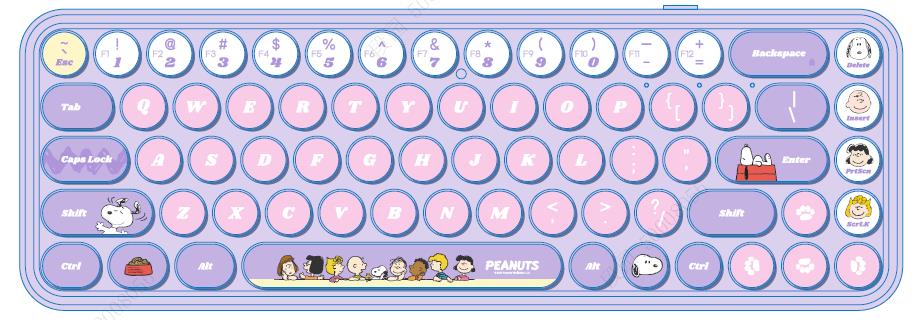 ~ ! @ # $ % ^ & * ( ) — +
` F1 F2 F3 F4 F5 F6 F7 F8 F9 F10 F11 F12 Backspace
Esc 1 2 3 4 5 6 7 8 9 0 - = Delete
Tab Q W E R T Y U I O P { [ } ] | \ Insert
Caps Lock A S D F G H J K L : ; " ' Enter PrtScn
Shift Z X C V B N M < , > . ? / Shift ScrLK
Ctrl Alt PEANUTS Alt Ctrl